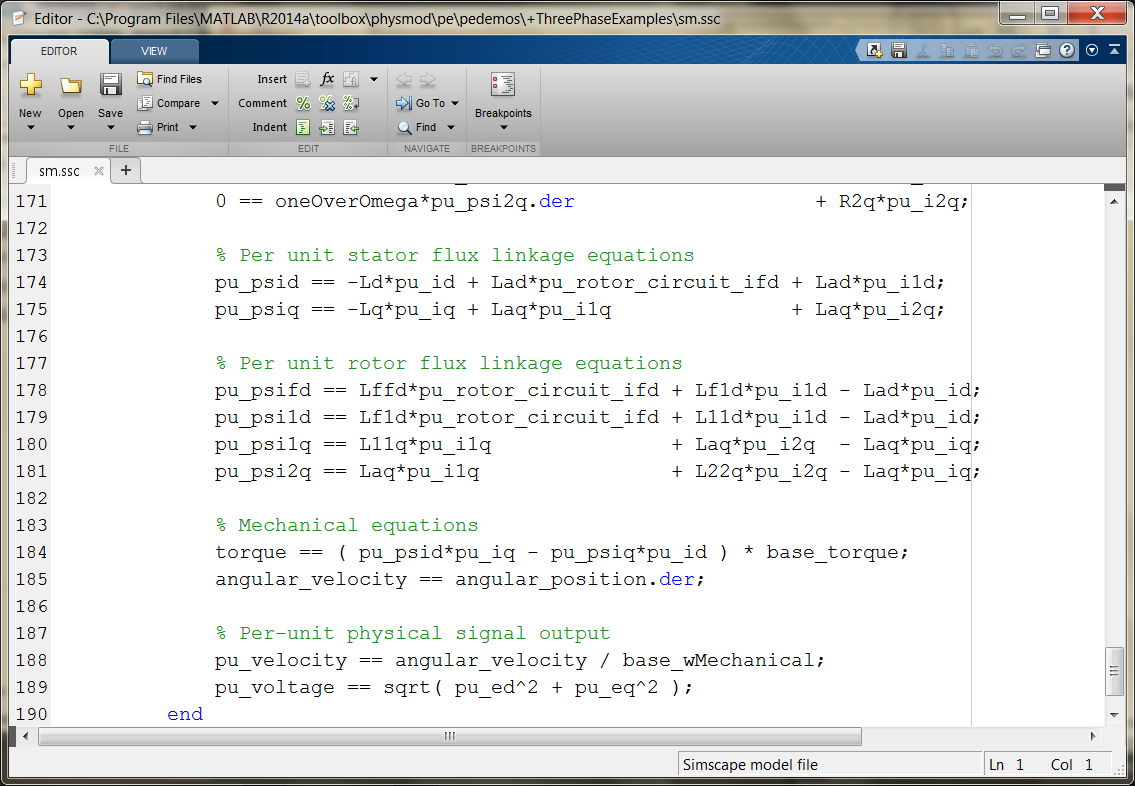 Editor - C:\Program Files\MATLAB\R2014a\toolbox\physmod\pe\pedemos\+ThreePhaseExamples\sm.ssc
EDITOR VIEW
New
Open
Save
Find Files
Compare
Print
FILE
Insert fx
Comment
Indent
EDIT
Go To
Find
NAVIGATE
Breakpoints
BREAKPOINTS
sm.ssc × +
171 0 == oneOverOmega*pu_psi2q.der + R2q*pu_i2q;
172
173 % Per unit stator flux linkage equations
174 pu_psid == -Ld*pu_id + Lad*pu_rotor_circuit_ifd + Lad*pu_i1d;
175 pu_psiq == -Lq*pu_iq + Laq*pu_i1q + Laq*pu_i2q;
176
177 % Per unit rotor flux linkage equations
178 pu_psifd == Lffd*pu_rotor_circuit_ifd + Lf1d*pu_i1d - Lad*pu_id;
179 pu_psi1d == Lf1d*pu_rotor_circuit_ifd + L11d*pu_i1d - Lad*pu_id;
180 pu_psi1q == L11q*pu_i1q + Laq*pu_i2q - Laq*pu_iq;
181 pu_psi2q == Laq*pu_i1q + L22q*pu_i2q - Laq*pu_iq;
182
183 % Mechanical equations
184 torque == ( pu_psid*pu_iq - pu_psiq*pu_id ) * base_torque;
185 angular_velocity == angular_position.der;
186
187 % Per-unit physical signal output
188 pu_velocity == angular_velocity / base_wMechanical;
189 pu_voltage == sqrt( pu_ed^2 + pu_eq^2 );
190 end
Simscape model file Ln 1 Col 1